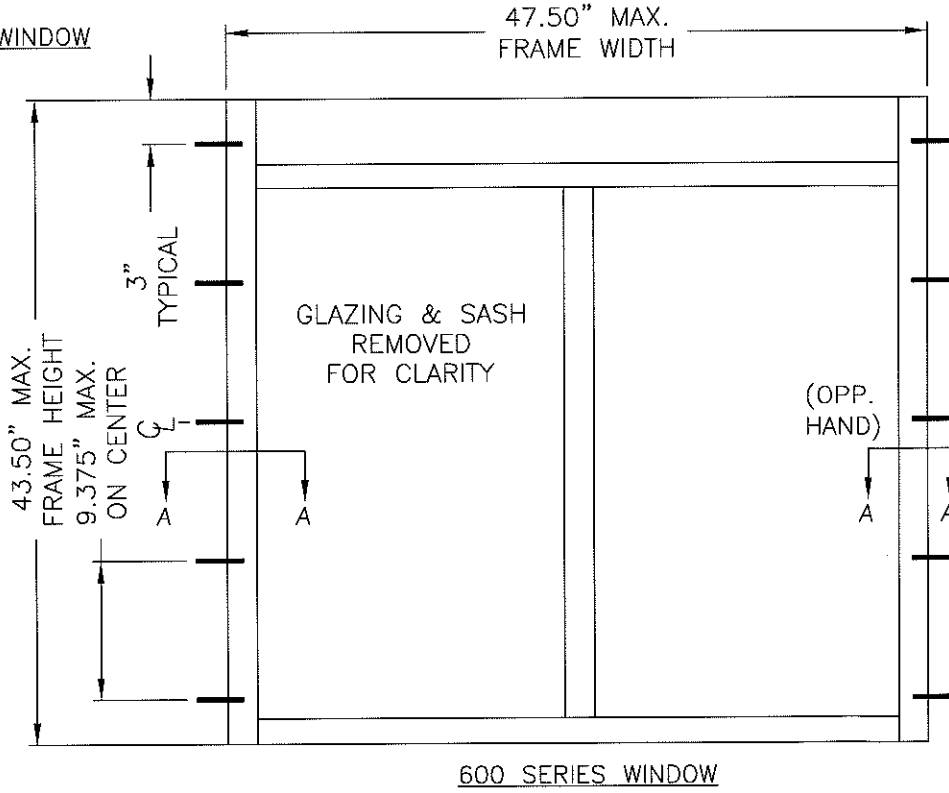 WINDOW
47.50" MAX.
FRAME WIDTH
3"
TYPICAL
43.50" MAX.
FRAME HEIGHT
9.375" MAX.
ON CENTER
CL
GLAZING & SASH
REMOVED
FOR CLARITY
(OPP.
HAND)
A
A
A
A
600 SERIES WINDOW